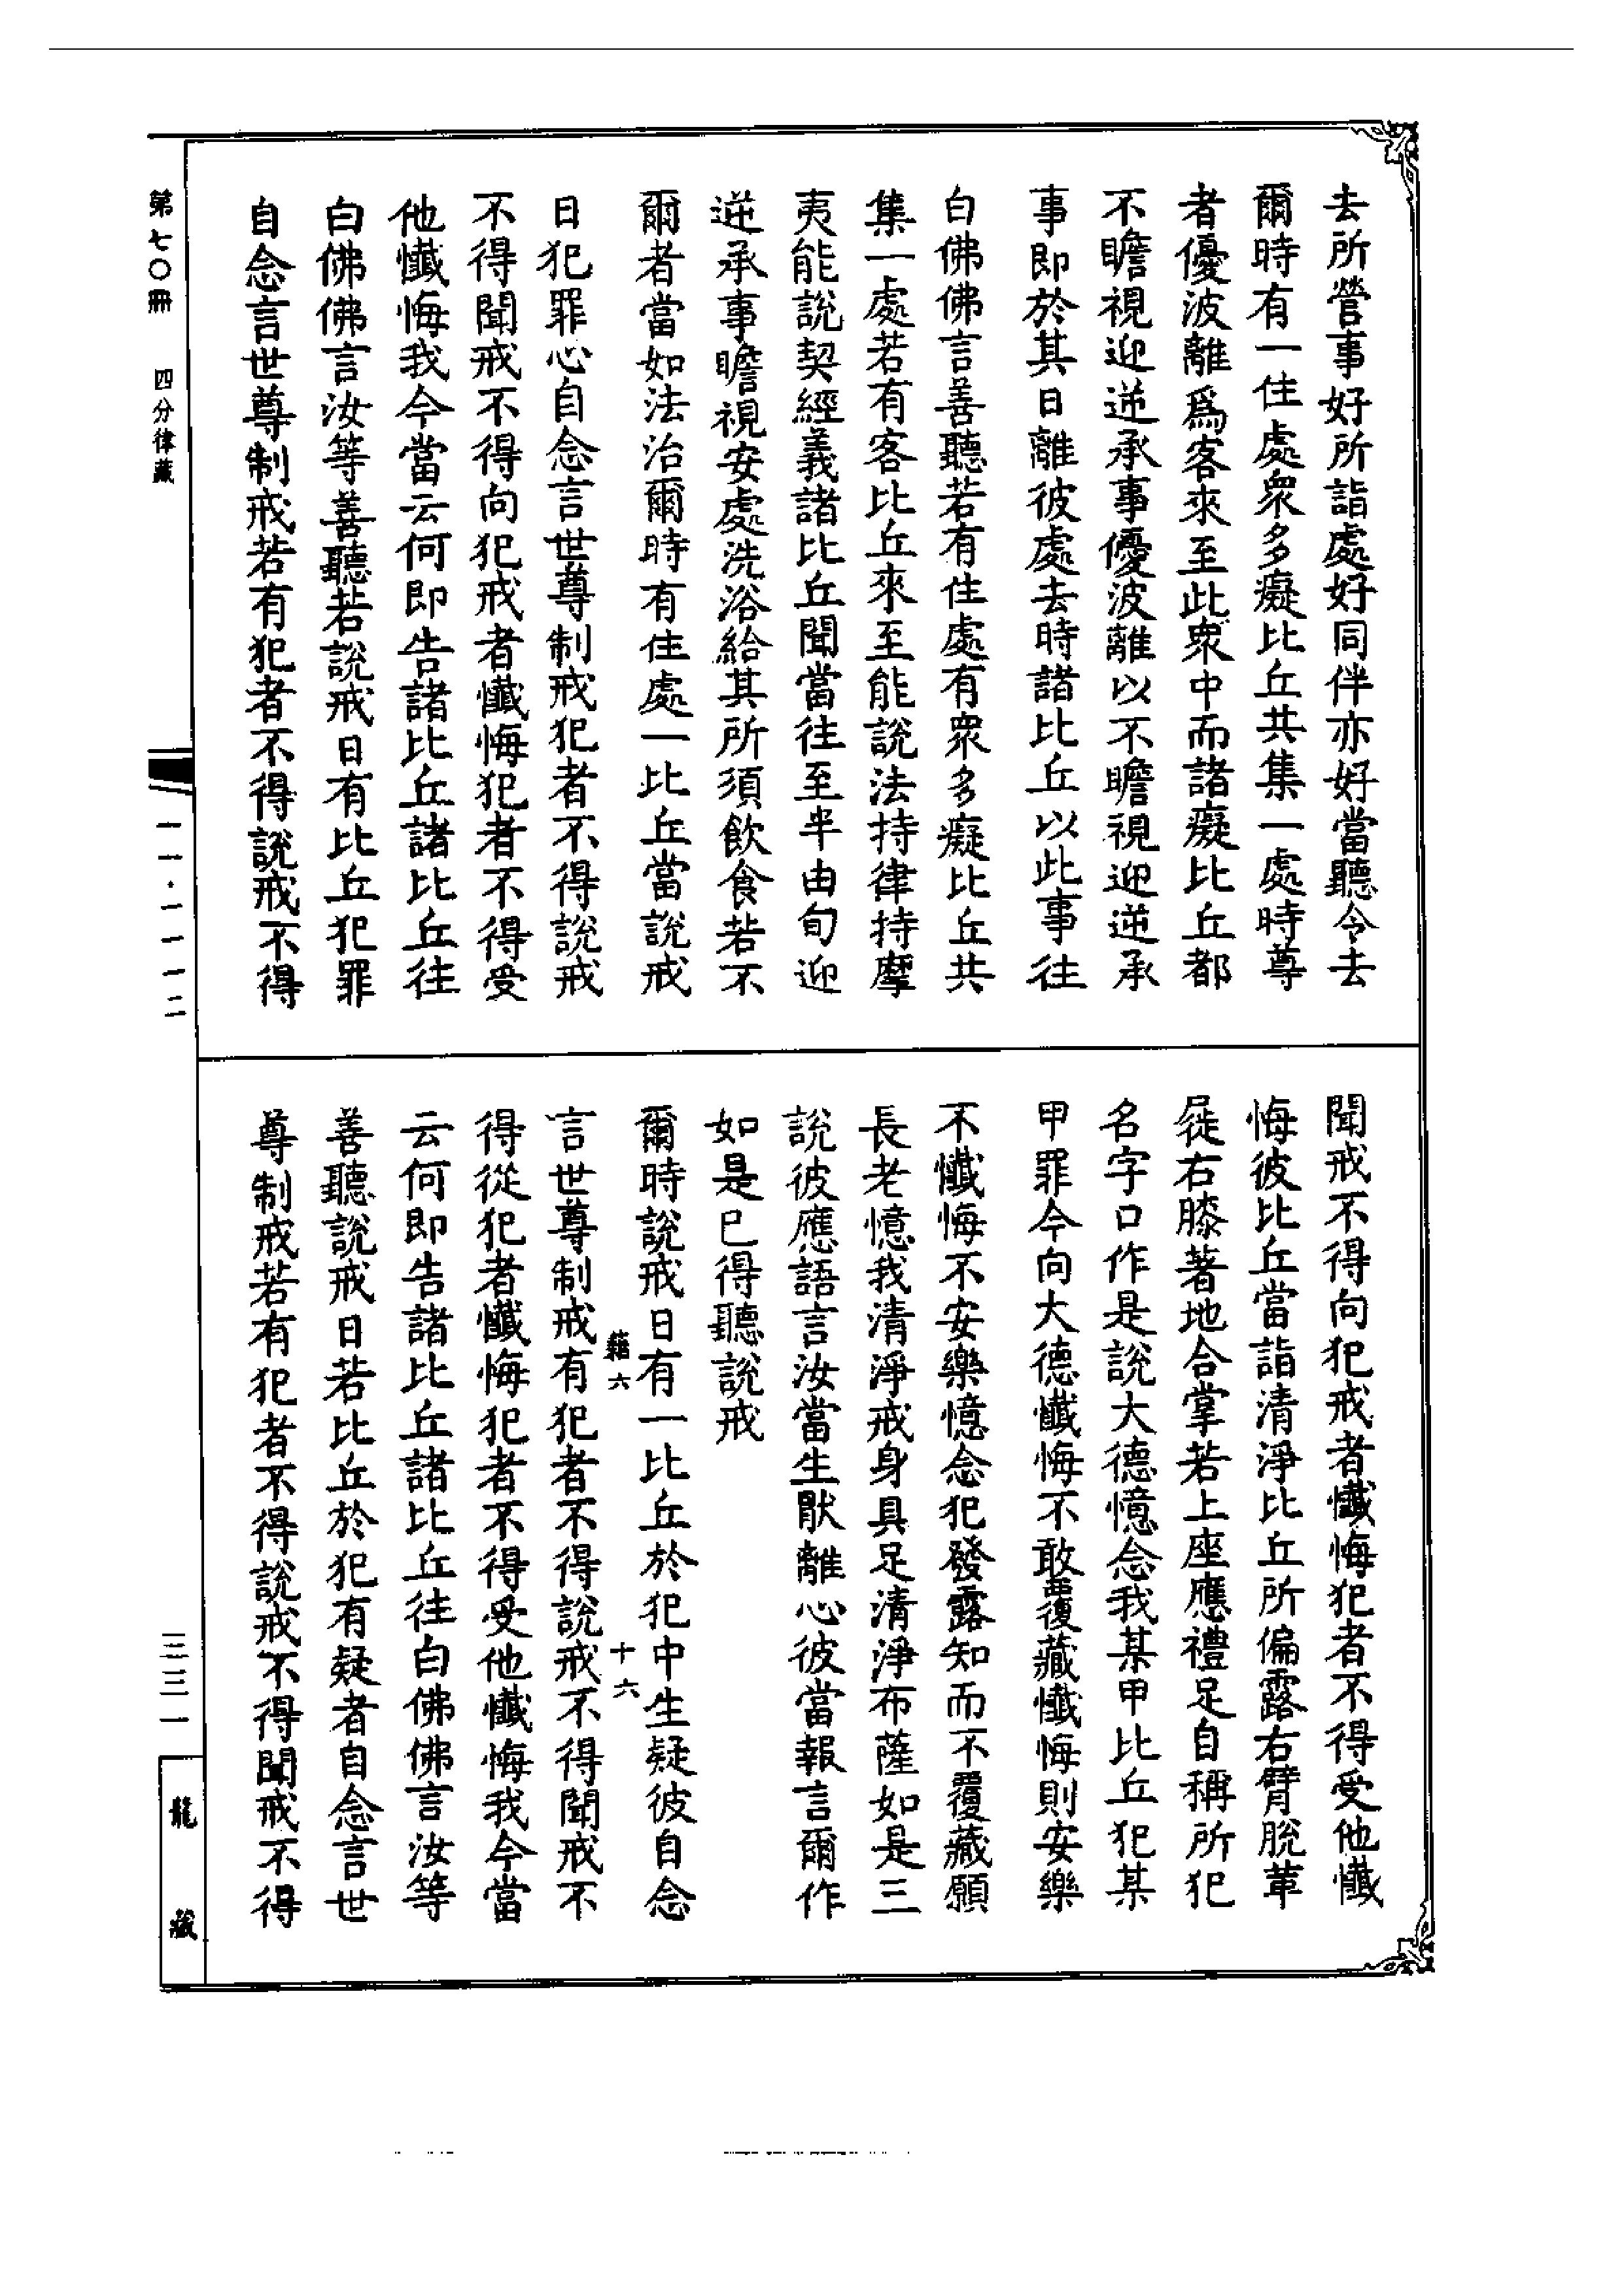 去所營事好所詣處好同伴亦好當聽令去
爾時有一住處衆多癡比丘共集一處時尊
者優波離爲客來至此衆中而諸癡比丘都
不瞻視迎逆承事優波離以不瞻視迎逆承
事即於其日離彼處去時諸比丘以此事往
白佛佛言善聽若有住處有衆多癡比丘共
集一處若有客比丘來至能說法持律持摩
夷能說契經義諸比丘聞當往至半由旬迎
逆承事瞻視安處洗浴給其所須飲食若不
爾者當如法治爾時有住處一比丘當說戒
日犯罪心自念言世尊制戒犯者不得說戒
不得聞戒不得向犯戒者懺悔犯者不得受
他懺悔我今當云何即告諸比丘諸比丘往
白佛佛言汝等善聽若說戒日有比丘犯罪
自念言世尊制戒若有犯者不得說戒不得
聞戒不得向犯戒者懺悔犯者不得受他懺
悔彼比丘當詣清淨比丘所偏露右臂脫革
屣右膝著地合掌若上座應禮足自稱所犯
名字口作是說大德憶念我某甲比丘犯某
甲罪今向大德懺悔不敢覆藏懺悔則安樂
不懺悔不安樂憶念犯發露知而不覆藏願
長老憶我清淨戒身具足清淨布薩如是三
說彼應語言汝當生厭離心彼當報言爾作
如是已得聽說戒
爾時說戒日有一比丘於犯中生疑彼自念
籍六
十六
言世尊制戒有犯者不得說戒不得聞戒不
得從犯者懺悔犯者不得受他懺悔我今當
云何即告諸比丘諸比丘往白佛佛言汝等
善聽說戒日若比丘於犯有疑者自念言世
尊制戒若有犯者不得說戒不得聞戒不得
第七〇冊
四分律藏
一一·一一一二
三三一
龍藏